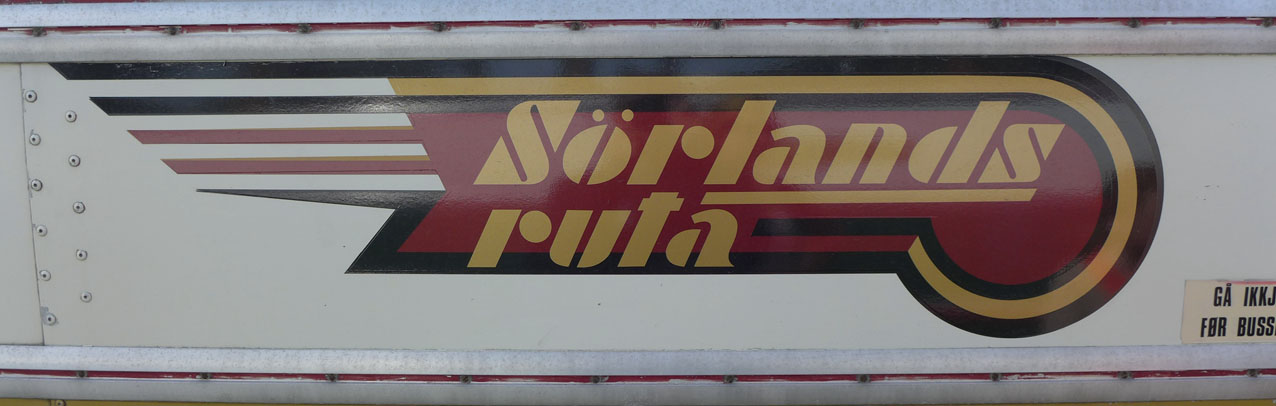 Sörlands
ruta
GÅ IKKJ
FØR BUSS